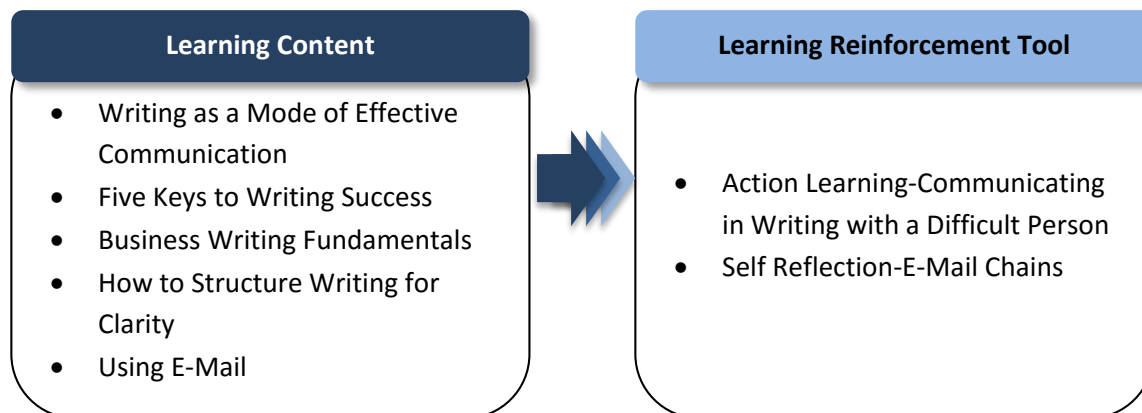 Learning Content
• Writing as a Mode of Effective
Communication
• Five Keys to Writing Success
• Business Writing Fundamentals
• How to Structure Writing for
Clarity
• Using E-Mail
Learning Reinforcement Tool
• Action Learning-Communicating
in Writing with a Difficult Person
• Self Reflection-E-Mail Chains